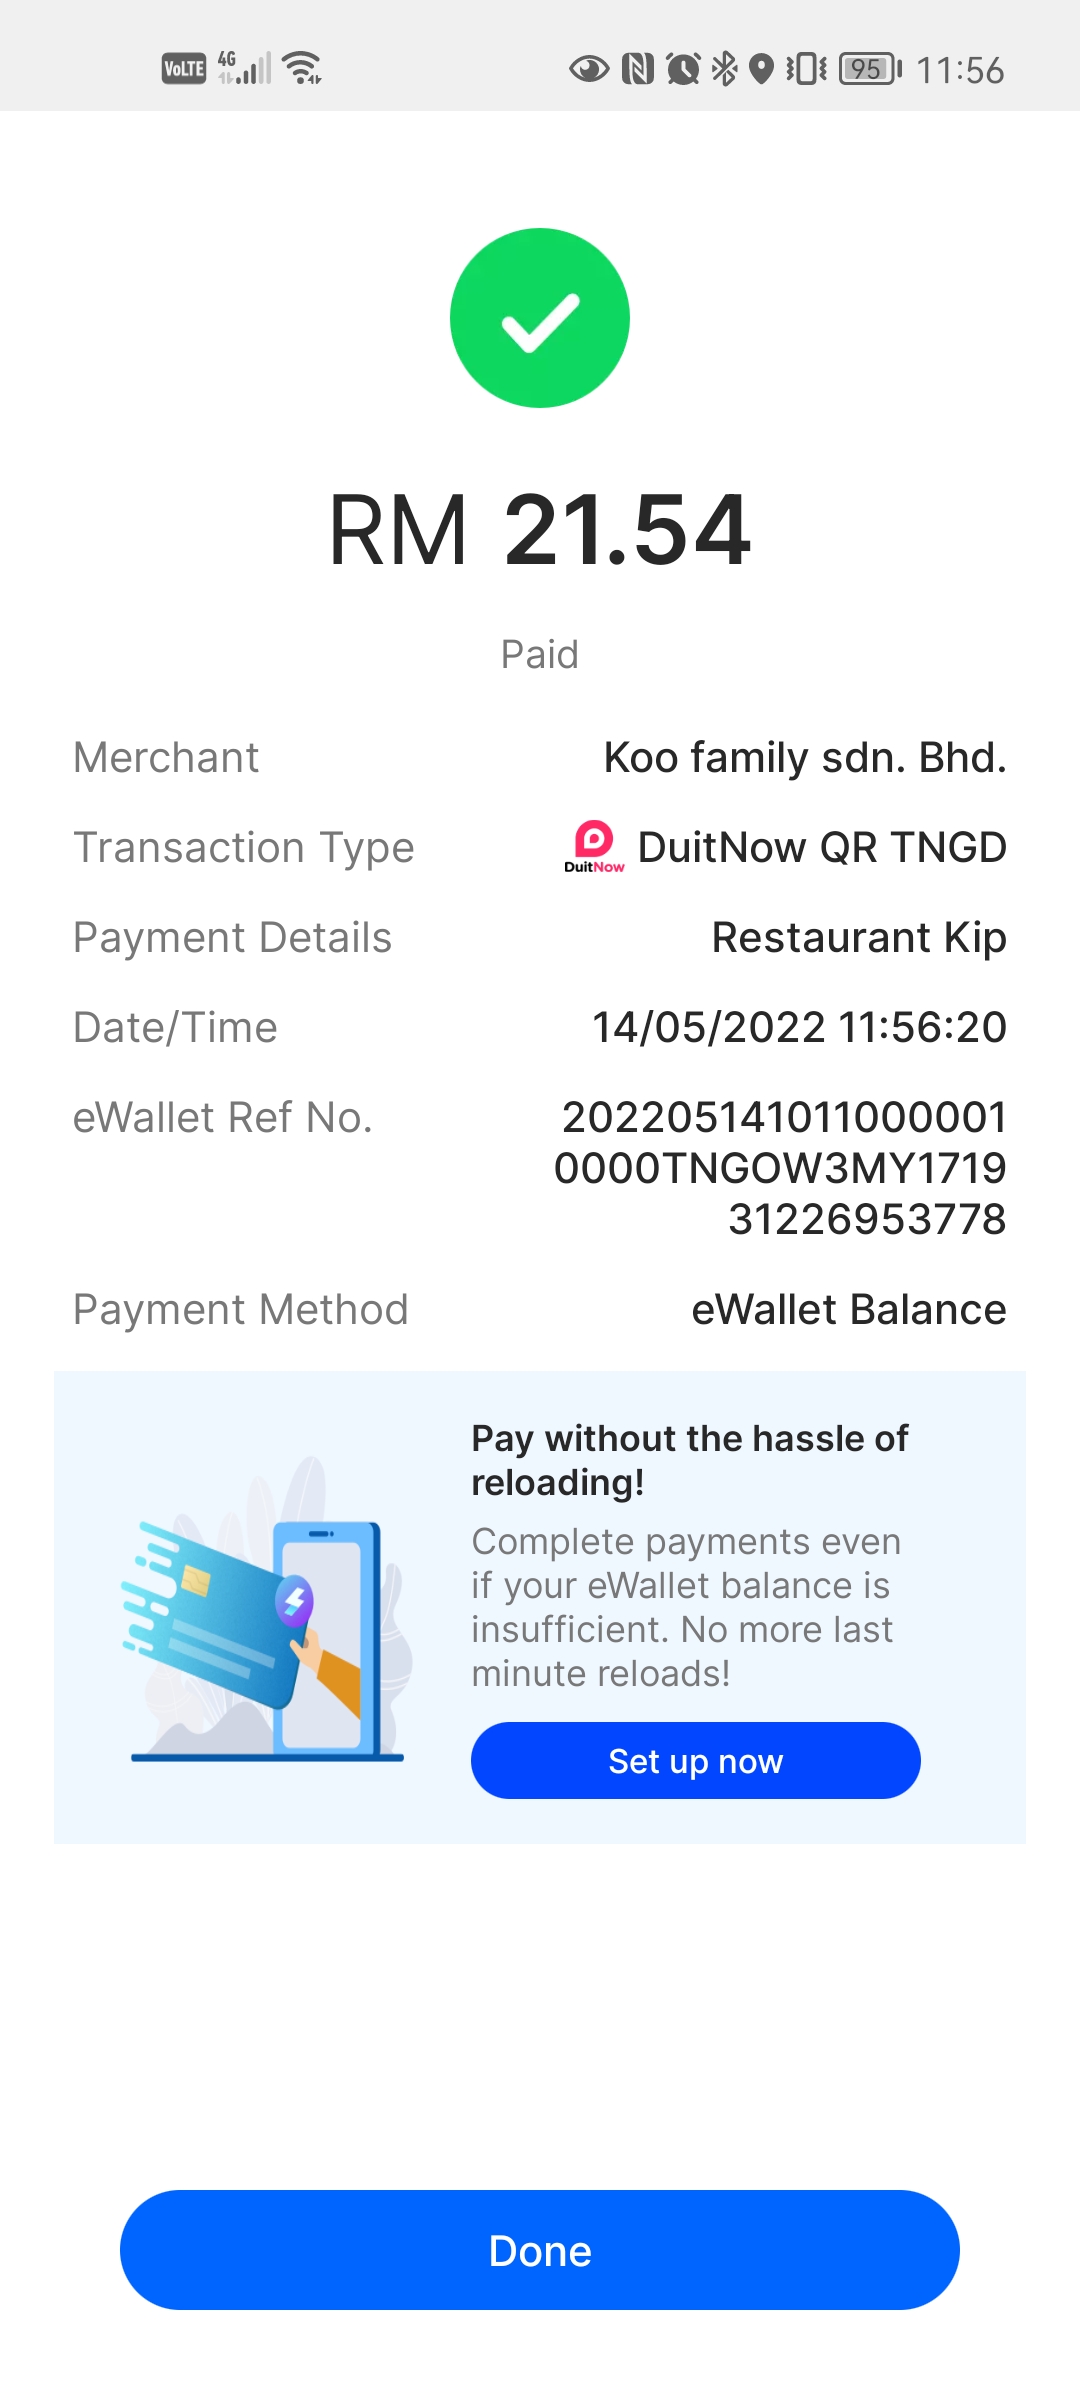 VoLTE 4G 95 11:56
RM 21.54
Paid
Merchant Koo family sdn. Bhd.
Transaction Type DuitNow DuitNow QR TNGD
Payment Details Restaurant Kip
Date/Time 14/05/2022 11:56:20
eWallet Ref No. 202205141011000001
0000TNGOW3MY1719
31226953778
Payment Method eWallet Balance
Pay without the hassle of
reloading!
Complete payments even
if your eWallet balance is
insufficient. No more last
minute reloads!
Set up now
Done